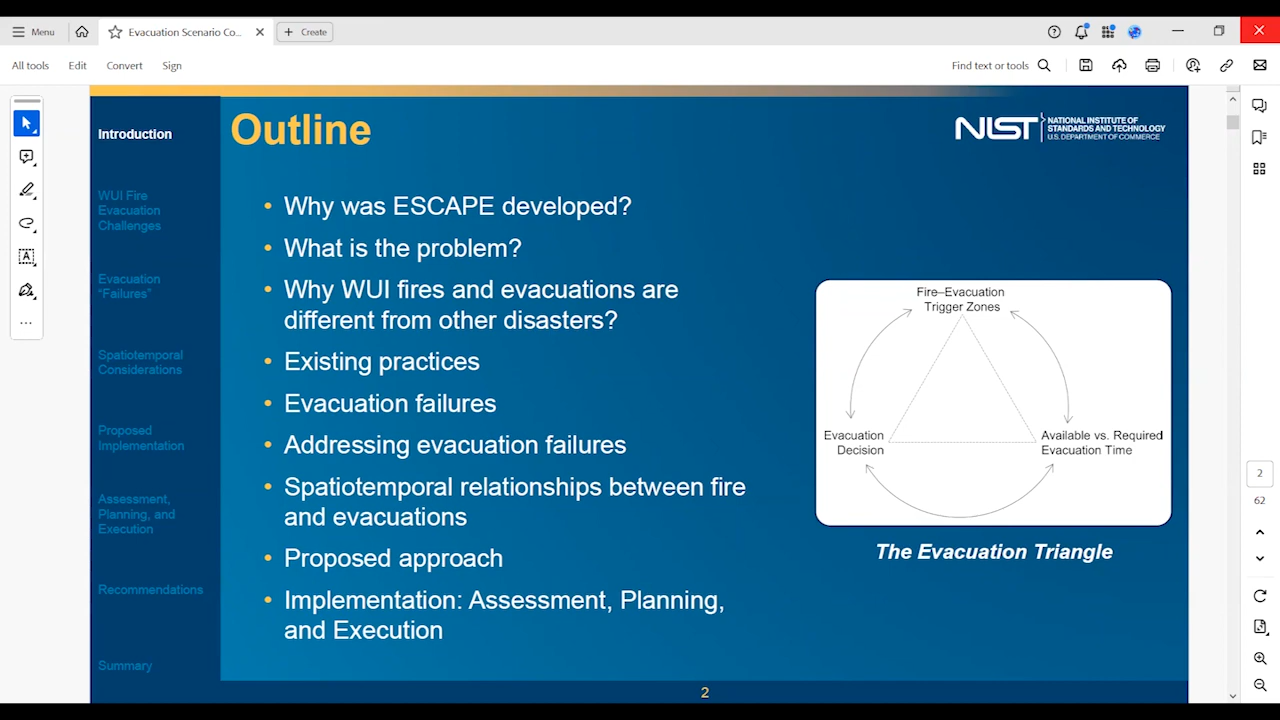 Menu
Evacuation Scenario Co...
Create
All tools
Edit
Convert
Sign
Find text or tools
Introduction
WUI Fire
Evacuation
Challenges
Evacuation
“Failures”
Spatiotemporal
Considerations
Proposed
Implementation
Assessment,
Planning, and
Execution
Recommendations
Summary
Outline
NIST
NATIONAL INSTITUTE OF
STANDARDS AND TECHNOLOGY
U.S. DEPARTMENT OF COMMERCE
• Why was ESCAPE developed?
• What is the problem?
• Why WUI fires and evacuations are
different from other disasters?
• Existing practices
• Evacuation failures
• Addressing evacuation failures
• Spatiotemporal relationships between fire
and evacuations
• Proposed approach
• Implementation: Assessment, Planning,
and Execution
Fire–Evacuation
Trigger Zones
Evacuation
Decision
Available vs. Required
Evacuation Time
The Evacuation Triangle
2
2
62